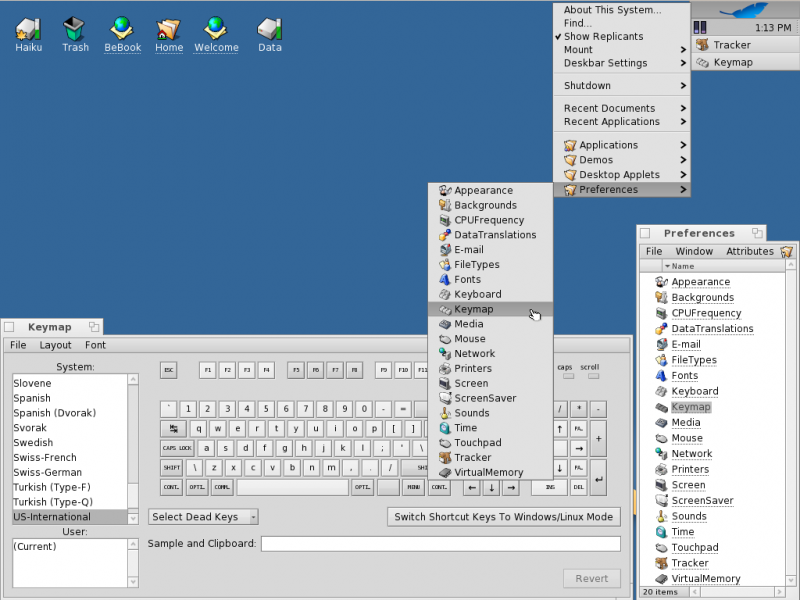 Haiku
Trash
BeBook
Home
Welcome
Data
About This System...
Find...
Show Replicants
Mount
Deskbar Settings
Shutdown
Recent Documents
Recent Applications
Applications
Demos
Desktop Applets
Preferences
1:13 PM
Tracker
Keymap
Appearance
Backgrounds
CPUFrequency
DataTranslations
E-mail
FileTypes
Fonts
Keyboard
Keymap
Media
Mouse
Network
Printers
Screen
ScreenSaver
Sounds
Time
Touchpad
Tracker
VirtualMemory
Preferences
File Window Attributes
Name
Appearance
Backgrounds
CPUFrequency
DataTranslations
E-mail
FileTypes
Fonts
Keyboard
Keymap
Media
Mouse
Network
Printers
Screen
ScreenSaver
Sounds
Time
Touchpad
Tracker
VirtualMemory
20 items
Keymap
File Layout Font
System:
Slovene
Spanish
Spanish (Dvorak)
Svorak
Swedish
Swiss-French
Swiss-German
Turkish (Type-F)
Turkish (Type-Q)
US-International
User:
(Current)
ESC F1 F2 F3 F4 F5 F6 F7 F8 F9 F10 F11 caps scroll
` 1 2 3 4 5 6 7 8 9 0 - = / * -
q w e r t y u i o p [ ]
CAPS LOCK a s d f g h j k l ; ' \
SHIFT \ z x c v b n m , . /
CONT. OPTI. COMM. OPTI. MENU CONT. ← ↓ → INS DEL
Select Dead Keys
Switch Shortcut Keys To Windows/Linux Mode
Sample and Clipboard:
Revert